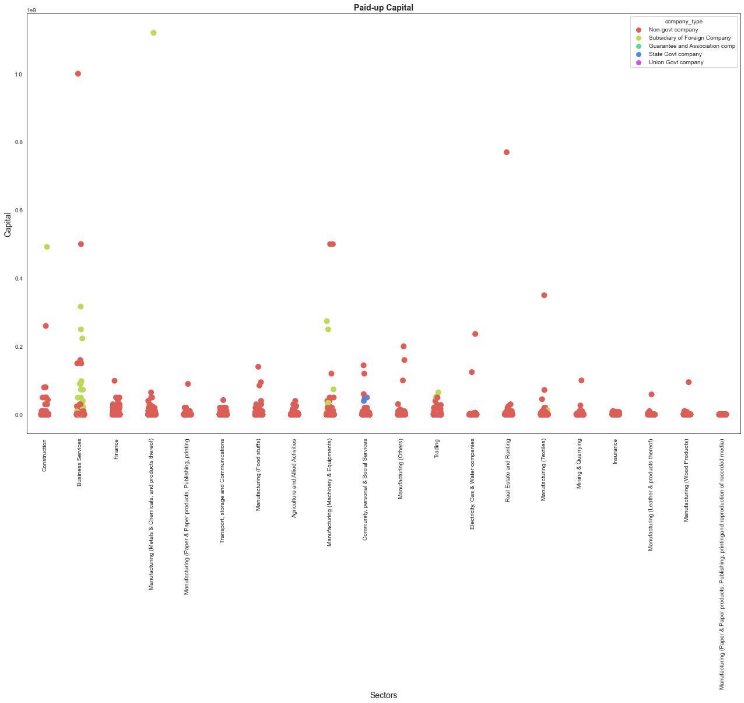 Paid-up Capital
1e9
company_type
Non-govt company
Subsidiary of Foreign Company
Guarantee and Association comp
State Govt company
Union Govt company
1.0
0.8
0.6
0.4
0.2
0.0
Capital
Construction
Business Services
Finance
Manufacturing (Metals & Chemicals, and products thereof)
Manufacturing (Paper & Paper products, Publishing, printing
Transport, storage and Communications
Manufacturing (Food stuffs)
Agriculture and Allied Activities
Manufacturing (Machinery & Equipments)
Community, personal & Social Services
Manufacturing (Others)
Trading
Electricity, Gas & Water companies
Real Estate and Renting
Manufacturing (Textiles)
Mining & Quarrying
Insurance
Manufacturing (Leather & products thereof)
Manufacturing (Wood Products)
Manufacturing (Paper & Paper products, Publishing, printingand reproduction of recorded media)
Sectors